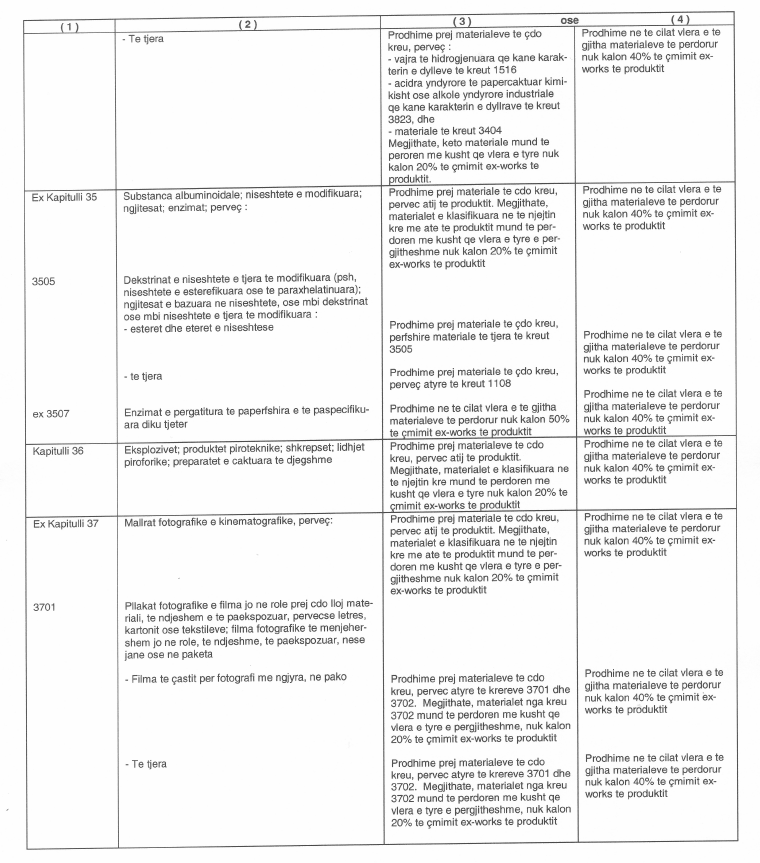 ( 1 ) ( 2 ) ( 3 ) ose ( 4 )
- Te tjera
Prodhime prej materialeve te çdo
kreu, perveç :
- vajra te hidrogjenuara qe kane karak-
terin e dylleve te kreut 1516
- acidra yndyrore te papercaktuar kimi-
kisht ose alkole yndyrore industriale
qe kane karakterin e dyllrave te kreut
3823, dhe
- materiale te kreut 3404
Megjithate, keto materiale mund te
peroren me kusht qe vlera e tyre nuk
kalon 20% te çmimit ex-works te
produktit.
Prodhime ne te cilat vlera e te
gjitha materialeve te perdorur
nuk kalon 40% te çmimit ex-
works te produktit
Ex Kapitulli 35
Substanca albuminoidale; niseshtete e modifikuara;
ngjitesat; enzimat; perveç :
Prodhime prej materiale te cdo kreu,
pervec atij te produktit. Megjithate,
materialet e klasifikuara ne te njejtin
kre me ate te produktit mund te per-
doren me kusht qe vlera e tyre e per-
gjitheshme nuk kalon 20% te çmimit
ex-works te produktit
Prodhime ne te cilat vlera e te
gjitha materialeve te perdorur
nuk kalon 40% te çmimit ex-
works te produktit
3505
Dekstrinat e niseshtete e tjera te modifikuara (psh,
niseshtete e esterefikuara ose te paraxhelatinuara);
ngjitesat e bazuara ne niseshtete, ose mbi dekstrinat
ose mbi niseshtete e tjera te modifikuara :
- esteret dhe eteret e niseshtese
Prodhime prej materiale te çdo kreu,
perfshire materiale te tjera te kreut
3505
Prodhime ne te cilat vlera e te
gjitha materialeve te perdorur
nuk kalon 40% te çmimit ex-
works te produktit
- te tjera
Prodhime prej materiale te çdo kreu,
perveç atyre te kreut 1108
Prodhime ne te cilat vlera e te
gjitha materialeve te perdorur
nuk kalon 40% te çmimit ex-
works te produktit
ex 3507
Enzimat e pergatitura te paperfshira e te paspecifiku-
ara diku tjeter
Prodhime ne te cilat vlera e te gjitha
materialeve te perdorur nuk kalon 50%
te çmimit ex-works te produktit
Kapitulli 36
Eksplozivet; produktet piroteknike; shkrepset; lidhjet
piroforike; preparatet e caktuara te djegshme
Prodhime prej materiale te cdo
kreu, pervec atij te produktit.
Megjithate, materialet e klasifikuara ne
te njejtin kre mund te perdoren me
kusht qe vlera e tyre nuk kalon 20% te
çmimit ex-works te produktit
Prodhime ne te cilat vlera e te
gjitha materialeve te perdorur
nuk kalon 40% te çmimit ex-
works te produktit
Ex Kapitulli 37
Mallrat fotografike e kinematografike, perveç:
Prodhime prej materiale te cdo kreu,
pervec atij te produktit. Megjithate,
materialet e klasifikuara ne te njejtin
kre me ate te produktit mund te per-
doren me kusht qe vlera e tyre e per-
gjitheshme nuk kalon 20% te çmimit
ex-works te produktit
Prodhime ne te cilat vlera e te
gjitha materialeve te perdorur
nuk kalon 40% te çmimit ex-
works te produktit
3701
Pllakat fotografike e filma jo ne role prej cdo lloj mate-
riali, te ndjeshem e te paekspozuar, pervecse letres,
kartonit ose tekstileve; filma fotografike te menjeher-
shem jo ne role, te ndjeshme, te paekspozuar, nese
jane ose ne paketa
- Filma te çastit per fotografi me ngjyra, ne pako
Prodhime prej materialeve te cdo
kreu, pervec atyre te krereve 3701 dhe
3702. Megjithate, materialet nga kreu
3702 mund te perdoren me kusht qe
vlera e tyre e pergjitheshme, nuk kalon
20% te çmimit ex-works te produktit
Prodhime ne te cilat vlera e te
gjitha materialeve te perdorur
nuk kalon 40% te çmimit ex-
works te produktit
- Te tjera
Prodhime prej materialeve te cdo
kreu, pervec atyre te krereve 3701 dhe
3702. Megjithate, materialet nga kreu
3702 mund te perdoren me kusht qe
vlera e tyre e pergjitheshme, nuk kalon
20% te çmimit ex-works te produktit
Prodhime ne te cilat vlera e te
gjitha materialeve te perdorur
nuk kalon 40% te çmimit ex-
works te produktit